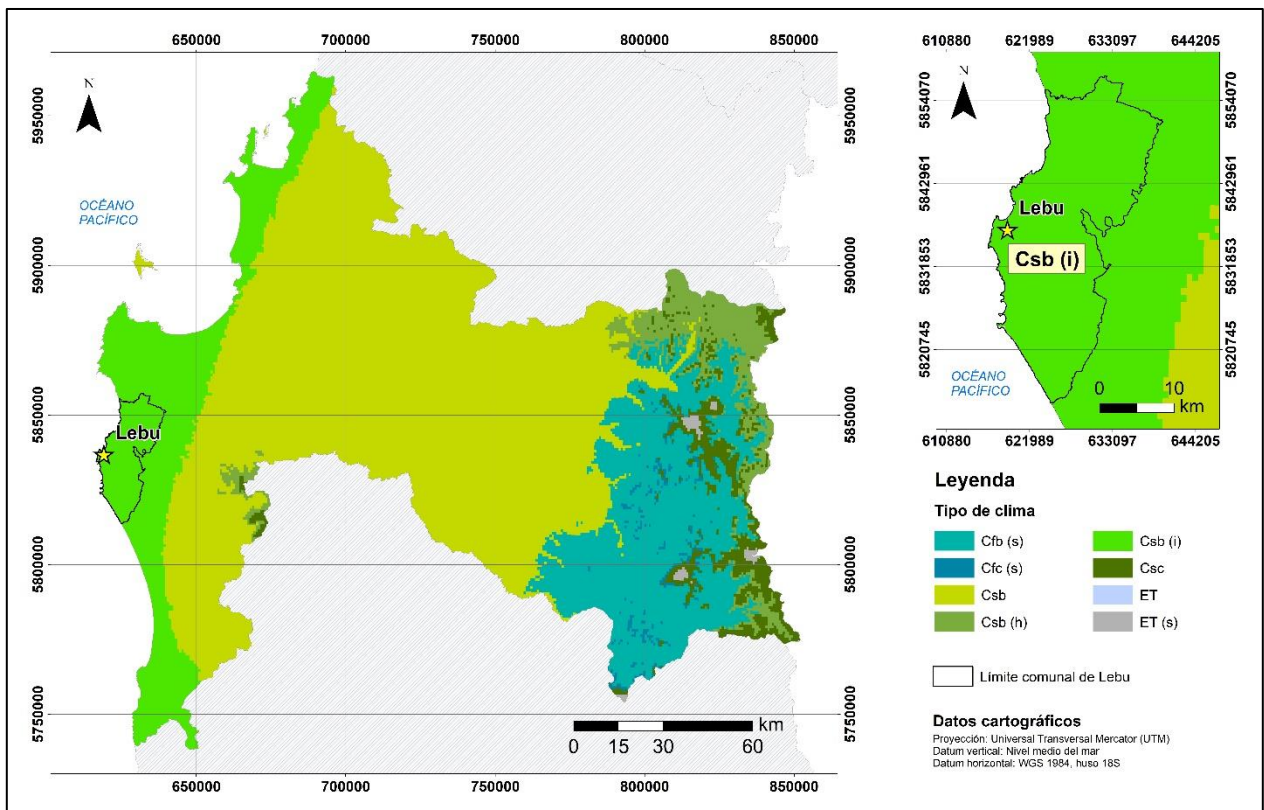 650000 700000 750000 800000 850000
N
5950000
5900000
5850000
5800000
5750000
5950000
5900000
5850000
5800000
5750000
OCÉANO
PACÍFICO
Lebu
km
0 15 30 60
650000 700000 750000 800000 850000
610880 621989 633097 644205
N
5854070
5842961
5831853
5820745
5854070
5842961
5831853
5820745
Lebu
Csb (i)
OCÉANO
PACÍFICO
0 10
km
610880 621989 633097 644205
Leyenda
Tipo de clima
Cfb (s) Csb (i)
Cfc (s) Csc
Csb ET
Csb (h) ET (s)
Límite comunal de Lebu
Datos cartográficos
Proyección: Universal Transversal Mercator (UTM)
Datum vertical: Nivel medio del mar
Datum horizontal: WGS 1984, huso 18S